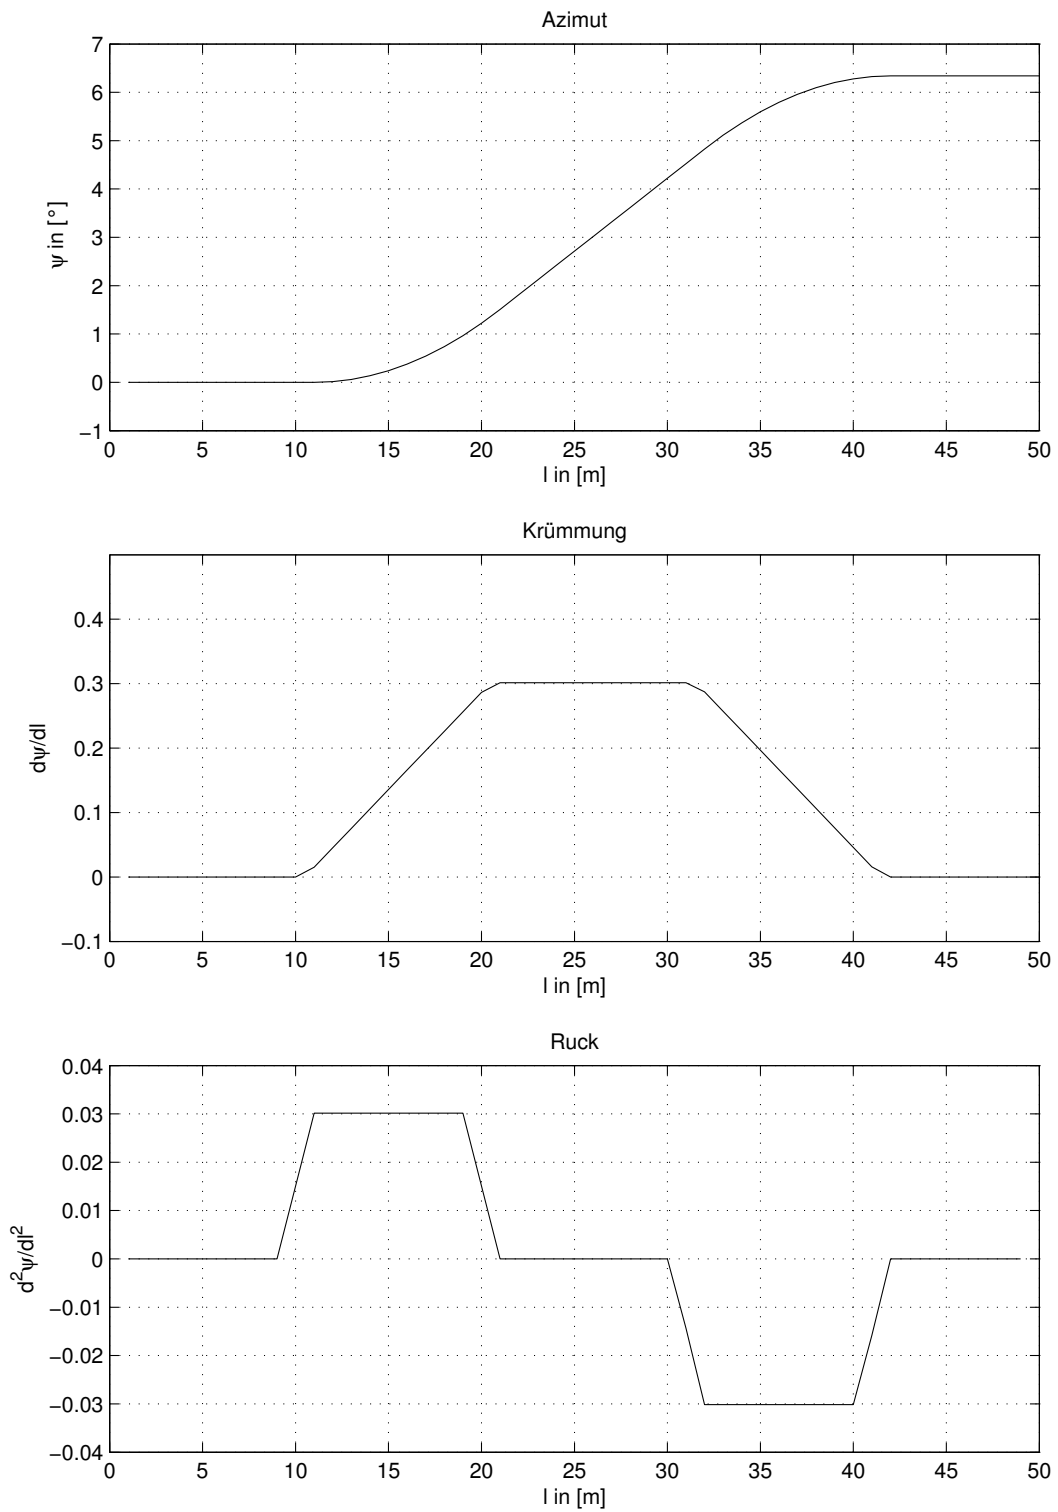 Azimut
7
6
5
4
3
2
1
0
−1
ψ in [°]
0 5 10 15 20 25 30 35 40 45 50
l in [m]
Krümmung
0.4
0.3
0.2
0.1
0
−0.1
dψ/dl
0 5 10 15 20 25 30 35 40 45 50
l in [m]
Ruck
0.04
0.03
0.02
0.01
0
−0.01
−0.02
−0.03
−0.04
d²ψ/dl²
0 5 10 15 20 25 30 35 40 45 50
l in [m]